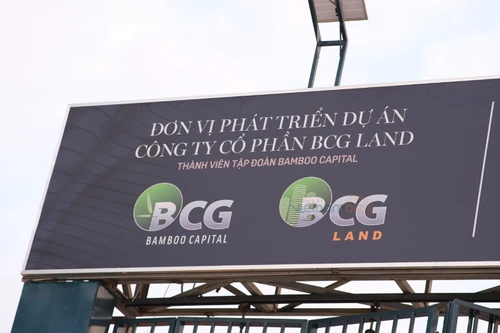 ĐƠN VỊ PHÁT TRIỂN DỰ ÁN
CÔNG TY CỔ PHẦN BCG LAND
THÀNH VIÊN TẬP ĐOÀN BAMBOO CAPITAL
BCG
BAMBOO CAPITAL
BCG
LAND